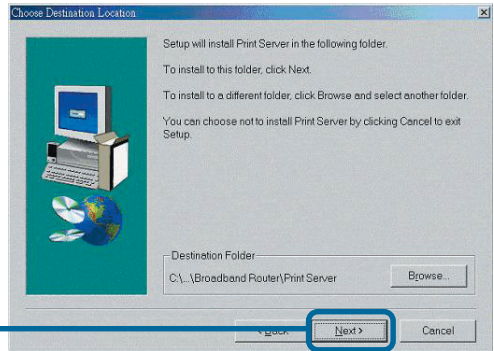 Choose Destination Location
Setup will install Print Server in the following folder.
To install to this folder, click Next.
To install to a different folder, click Browse and select another folder.
You can choose not to install Print Server by clicking Cancel to exit
Setup.
Destination Folder
C:\...\Broadband Router\Print Server
Browse...
< Back
Next >
Cancel